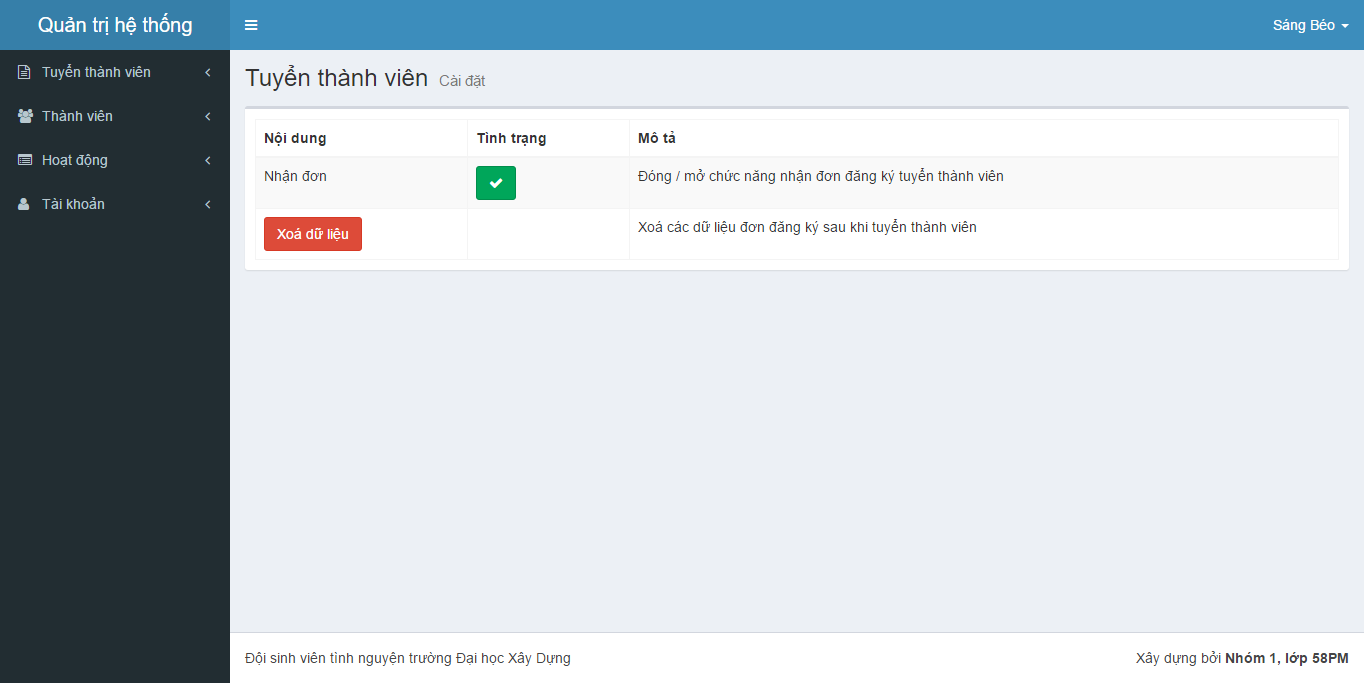 Quản trị hệ thống
Sáng Béo
Tuyển thành viên
Thành viên
Hoạt động
Tài khoản
Tuyển thành viên Cài đặt
Nội dung Tình trạng Mô tả
Nhận đơn Đóng / mở chức năng nhận đơn đăng ký tuyển thành viên
Xoá dữ liệu Xoá các dữ liệu đơn đăng ký sau khi tuyển thành viên
Đội sinh viên tình nguyện trường Đại học Xây Dựng
Xây dựng bởi Nhóm 1, lớp 58PM